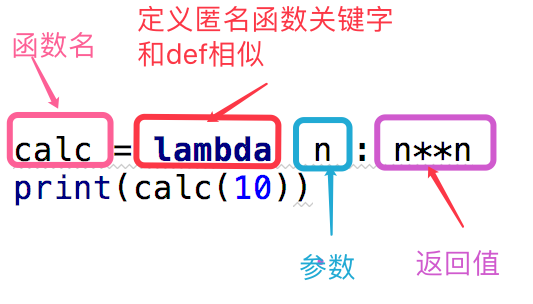 定义匿名函数关键字
和def相似
函数名
calc = lambda n : n**n
print(calc(10))
参数
返回值